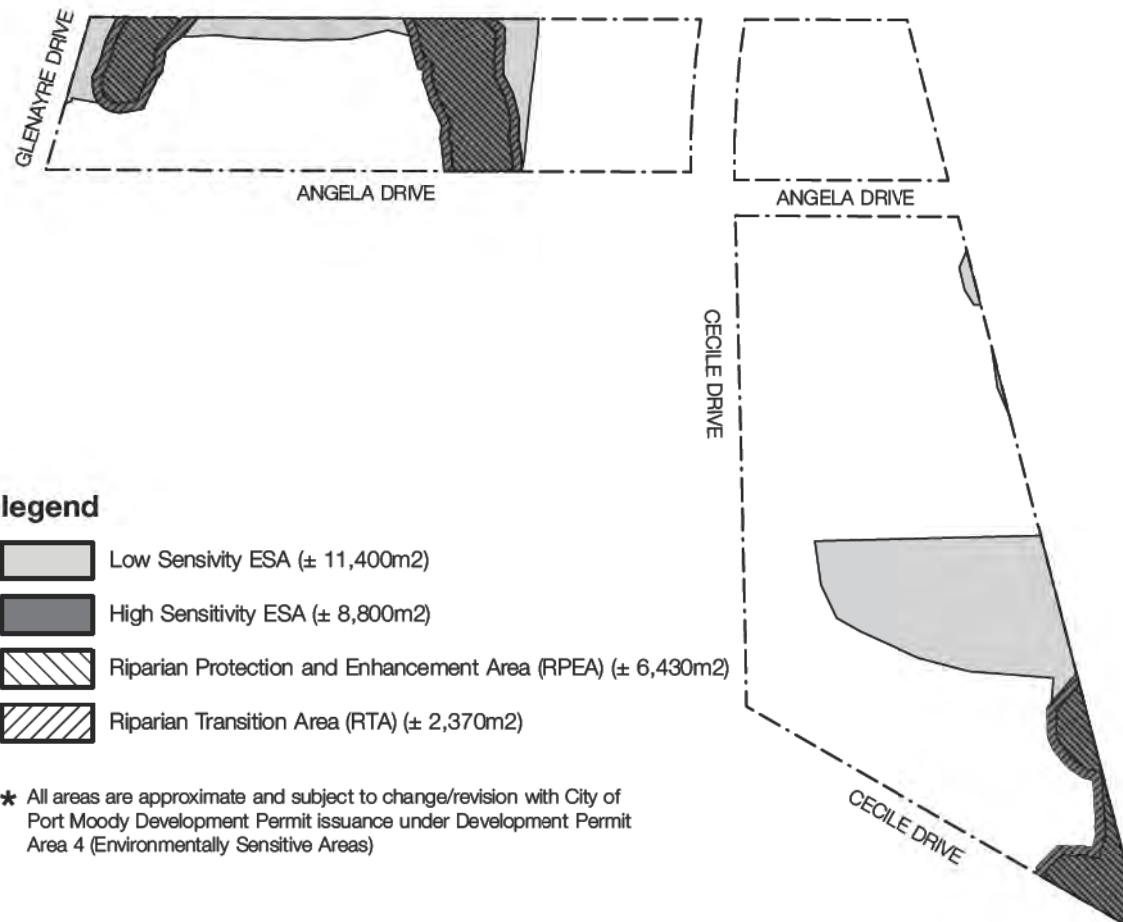 GLENAYRE DRIVE
ANGELA DRIVE
ANGELA DRIVE
CECILE DRIVE
CECILE DRIVE
legend
Low Sensivity ESA (± 11,400m2)
High Sensitivity ESA (± 8,800m2)
Riparian Protection and Enhancement Area (RPEA) (± 6,430m2)
Riparian Transition Area (RTA) (± 2,370m2)
* All areas are approximate and subject to change/revision with City of
Port Moody Development Permit issuance under Development Permit
Area 4 (Environmentally Sensitive Areas)